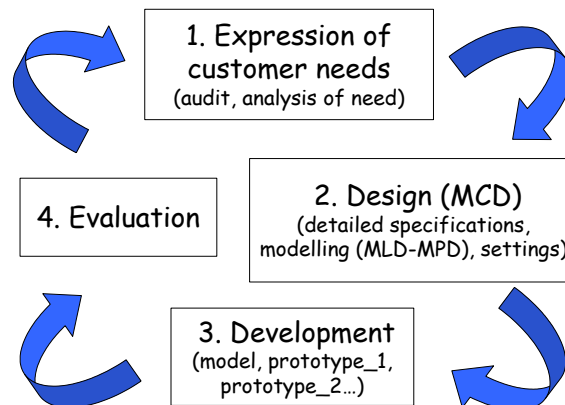 1. Expression of
customer needs
(audit, analysis of need)
2. Design (MCD)
(detailed specifications,
modelling (MLD-MPD), settings)
4. Evaluation
3. Development
(model, prototype_1,
prototype_2...)